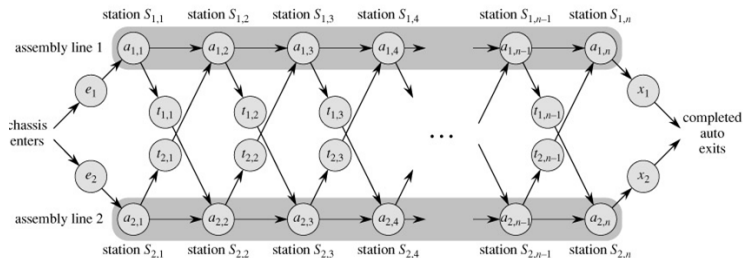 station S1,1 station S1,2 station S1,3 station S1,4 station S1,n–1 station S1,n
assembly line 1 a1,1 a1,2 a1,3 a1,4 a1,n–1 a1,n
e1 x1
t1,1 t1,2 t1,3 t1,n–1
chassis
enters
...
completed
auto
exits
t2,1 t2,2 t2,3 t2,n–1
e2 x2
assembly line 2 a2,1 a2,2 a2,3 a2,4 a2,n–1 a2,n
station S2,1 station S2,2 station S2,3 station S2,4 station S2,n–1 station S2,n